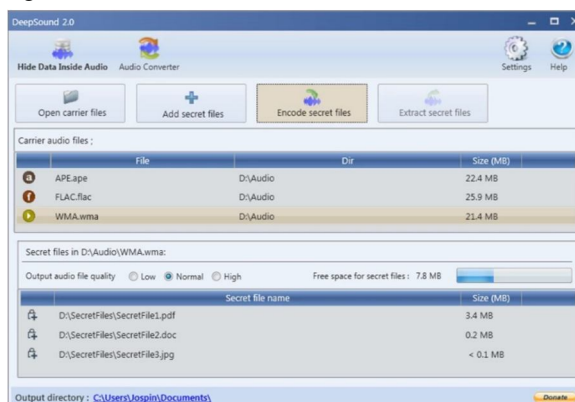 DeepSound 2.0
Hide Data Inside Audio Audio Converter Settings Help
Open carrier files Add secret files Encode secret files Extract secret files
Carrier audio files ;
File Dir Size (MB)
a APE.ape D:\Audio 22.4 MB
f FLAC.flac D:\Audio 25.9 MB
WMA.wma D:\Audio 21.4 MB
Secret files in D:\Audio\WMA.wma:
Output audio file quality Low Normal High Free space for secret files : 7.8 MB
Secret file name Size (MB)
D:\SecretFiles\SecretFile1.pdf 3.4 MB
D:\SecretFiles\SecretFile2.doc 0.2 MB
D:\SecretFiles\SecretFile3.jpg < 0.1 MB
Output directory : C:\Users\Jospin\Documents\ Donate